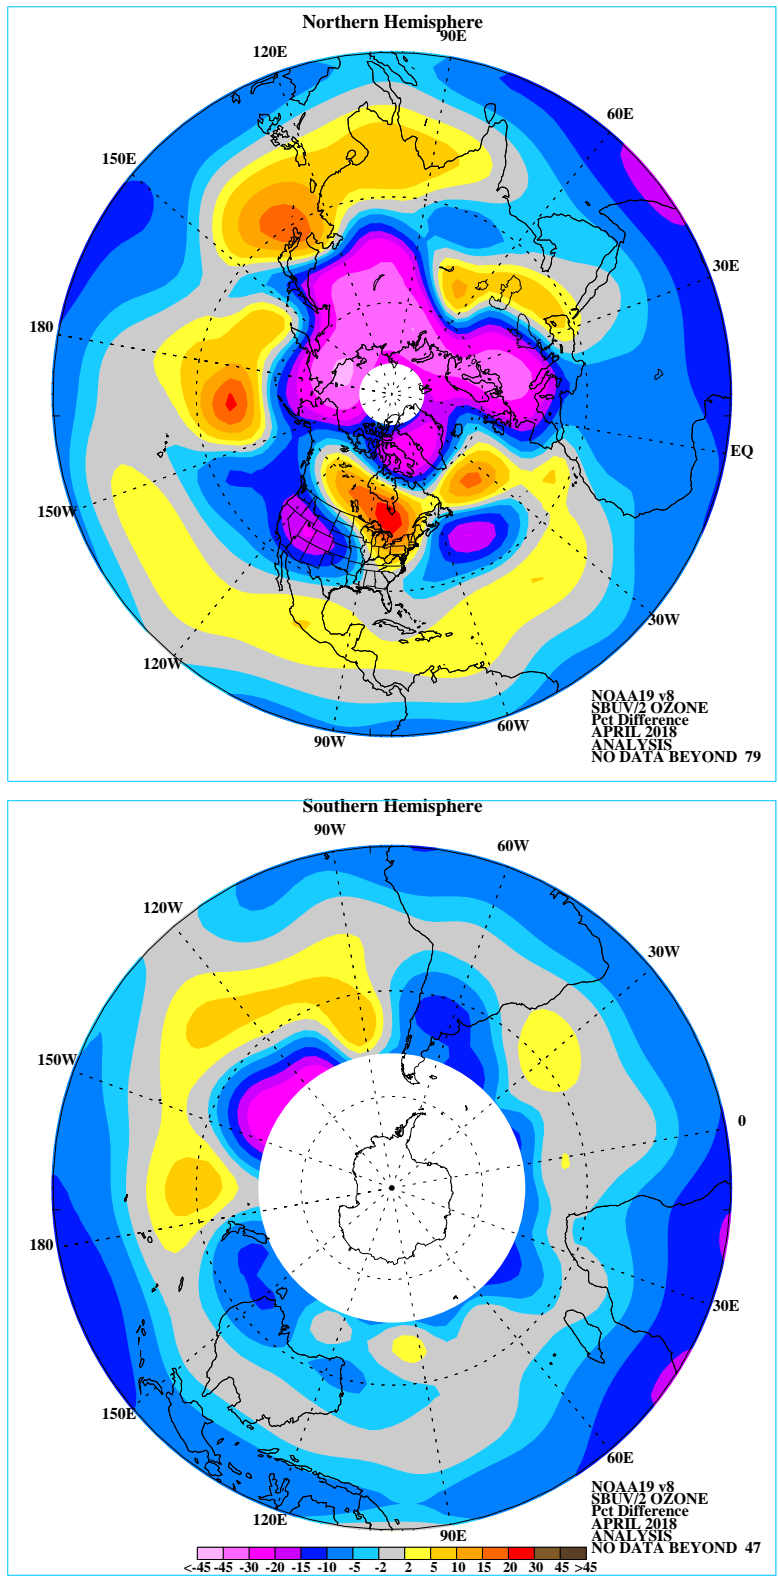 Northern Hemisphere
90E
120E
60E
150E
30E
180
EQ
150W
30W
120W
60W
90W
NOAA19 v8
SBUV/2 OZONE
Pct Difference
APRIL 2018
ANALYSIS
NO DATA BEYOND 79
Southern Hemisphere
90W
60W
120W
30W
150W
0
180
30E
150E
60E
120E
90E
NOAA19 v8
SBUV/2 OZONE
Pct Difference
APRIL 2018
ANALYSIS
NO DATA BEYOND 47
<-45 -45 -30 -20 -15 -10 -5 -2 2 5 10 15 20 30 45 >45